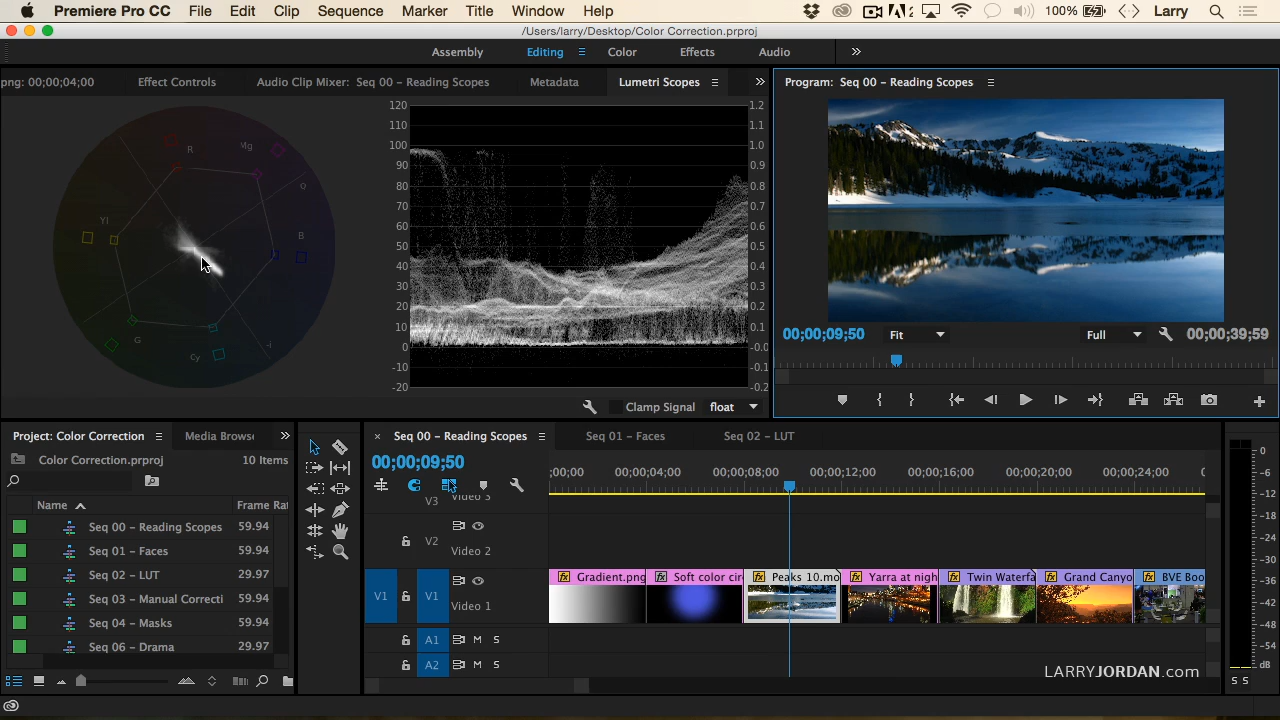 Premiere Pro CC File Edit Clip Sequence Marker Title Window Help 2 100% Larry
/Users/larry/Desktop/Color Correction.prproj
Assembly Editing Color Effects Audio
png: 00;00;04;00 Effect Controls Audio Clip Mixer: Seq 00 – Reading Scopes Metadata Lumetri Scopes
Program: Seq 00 – Reading Scopes
R Mg Q B -I Cy G Yl
120 1.2
110 1.1
100 1.0
90 0.9
80 0.8
70 0.7
60 0.6
50 0.5
40 0.4
30 0.3
20 0.2
10 0.1
0 -0.0
-10 -0.1
-20 -0.2
Clamp Signal float
00;00;09;50 Fit Full 00;00;39;59
Project: Color Correction Media Browse
Color Correction.prproj 10 Items
Name Frame Rat
Seq 00 – Reading Scopes 59.94
Seq 01 – Faces 59.94
Seq 02 – LUT 29.97
Seq 03 – Manual Correcti 59.94
Seq 04 – Masks 59.94
Seq 06 – Drama 29.97
× Seq 00 – Reading Scopes Seq 01 – Faces Seq 02 – LUT
00;00;09;50
;00;00 00;00;04;00 00;00;08;00 00;00;12;00 00;00;16;00 00;00;20;00 00;00;24;00 0
V3 Video 3
V2 Video 2
V1 V1 Video 1
fx Gradient.png fx Soft color cir fx Peaks 10.mo fx Yarra at nigh fx Twin Waterfa fx Grand Canyo fx BVE Boo
A1 M S
A2 M S
0
-6
-12
-18
-24
-30
-36
-42
-48
-54
dB
S S
LARRYJORDAN.com